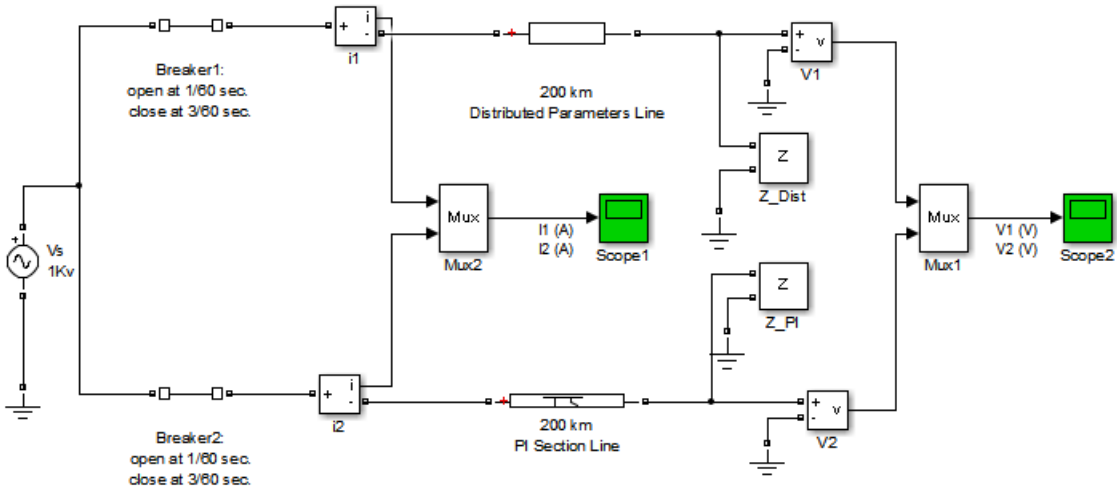 +
i
-
i1
+
-
v
V1
Breaker1:
open at 1/60 sec.
close at 3/60 sec.
200 km
Distributed Parameters Line
Z
Z_Dist
Mux
Mux2
I1 (A)
I2 (A)
Scope1
Mux
Mux1
V1 (V)
V2 (V)
Scope2
+
Vs
1Kv
Z
Z_PI
+
i
-
i2
+
-
v
V2
200 km
PI Section Line
Breaker2:
open at 1/60 sec.
close at 3/60 sec.